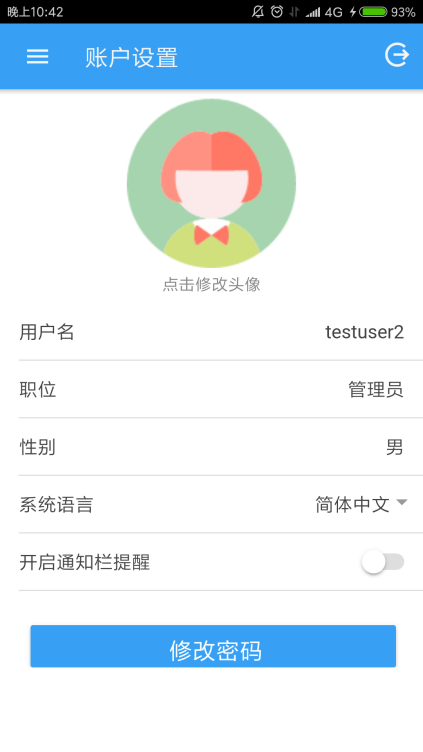 晚上10:42
4G
93%
账户设置
点击修改头像
用户名 testuser2
职位 管理员
性别 男
系统语言 简体中文
开启通知栏提醒
修改密码